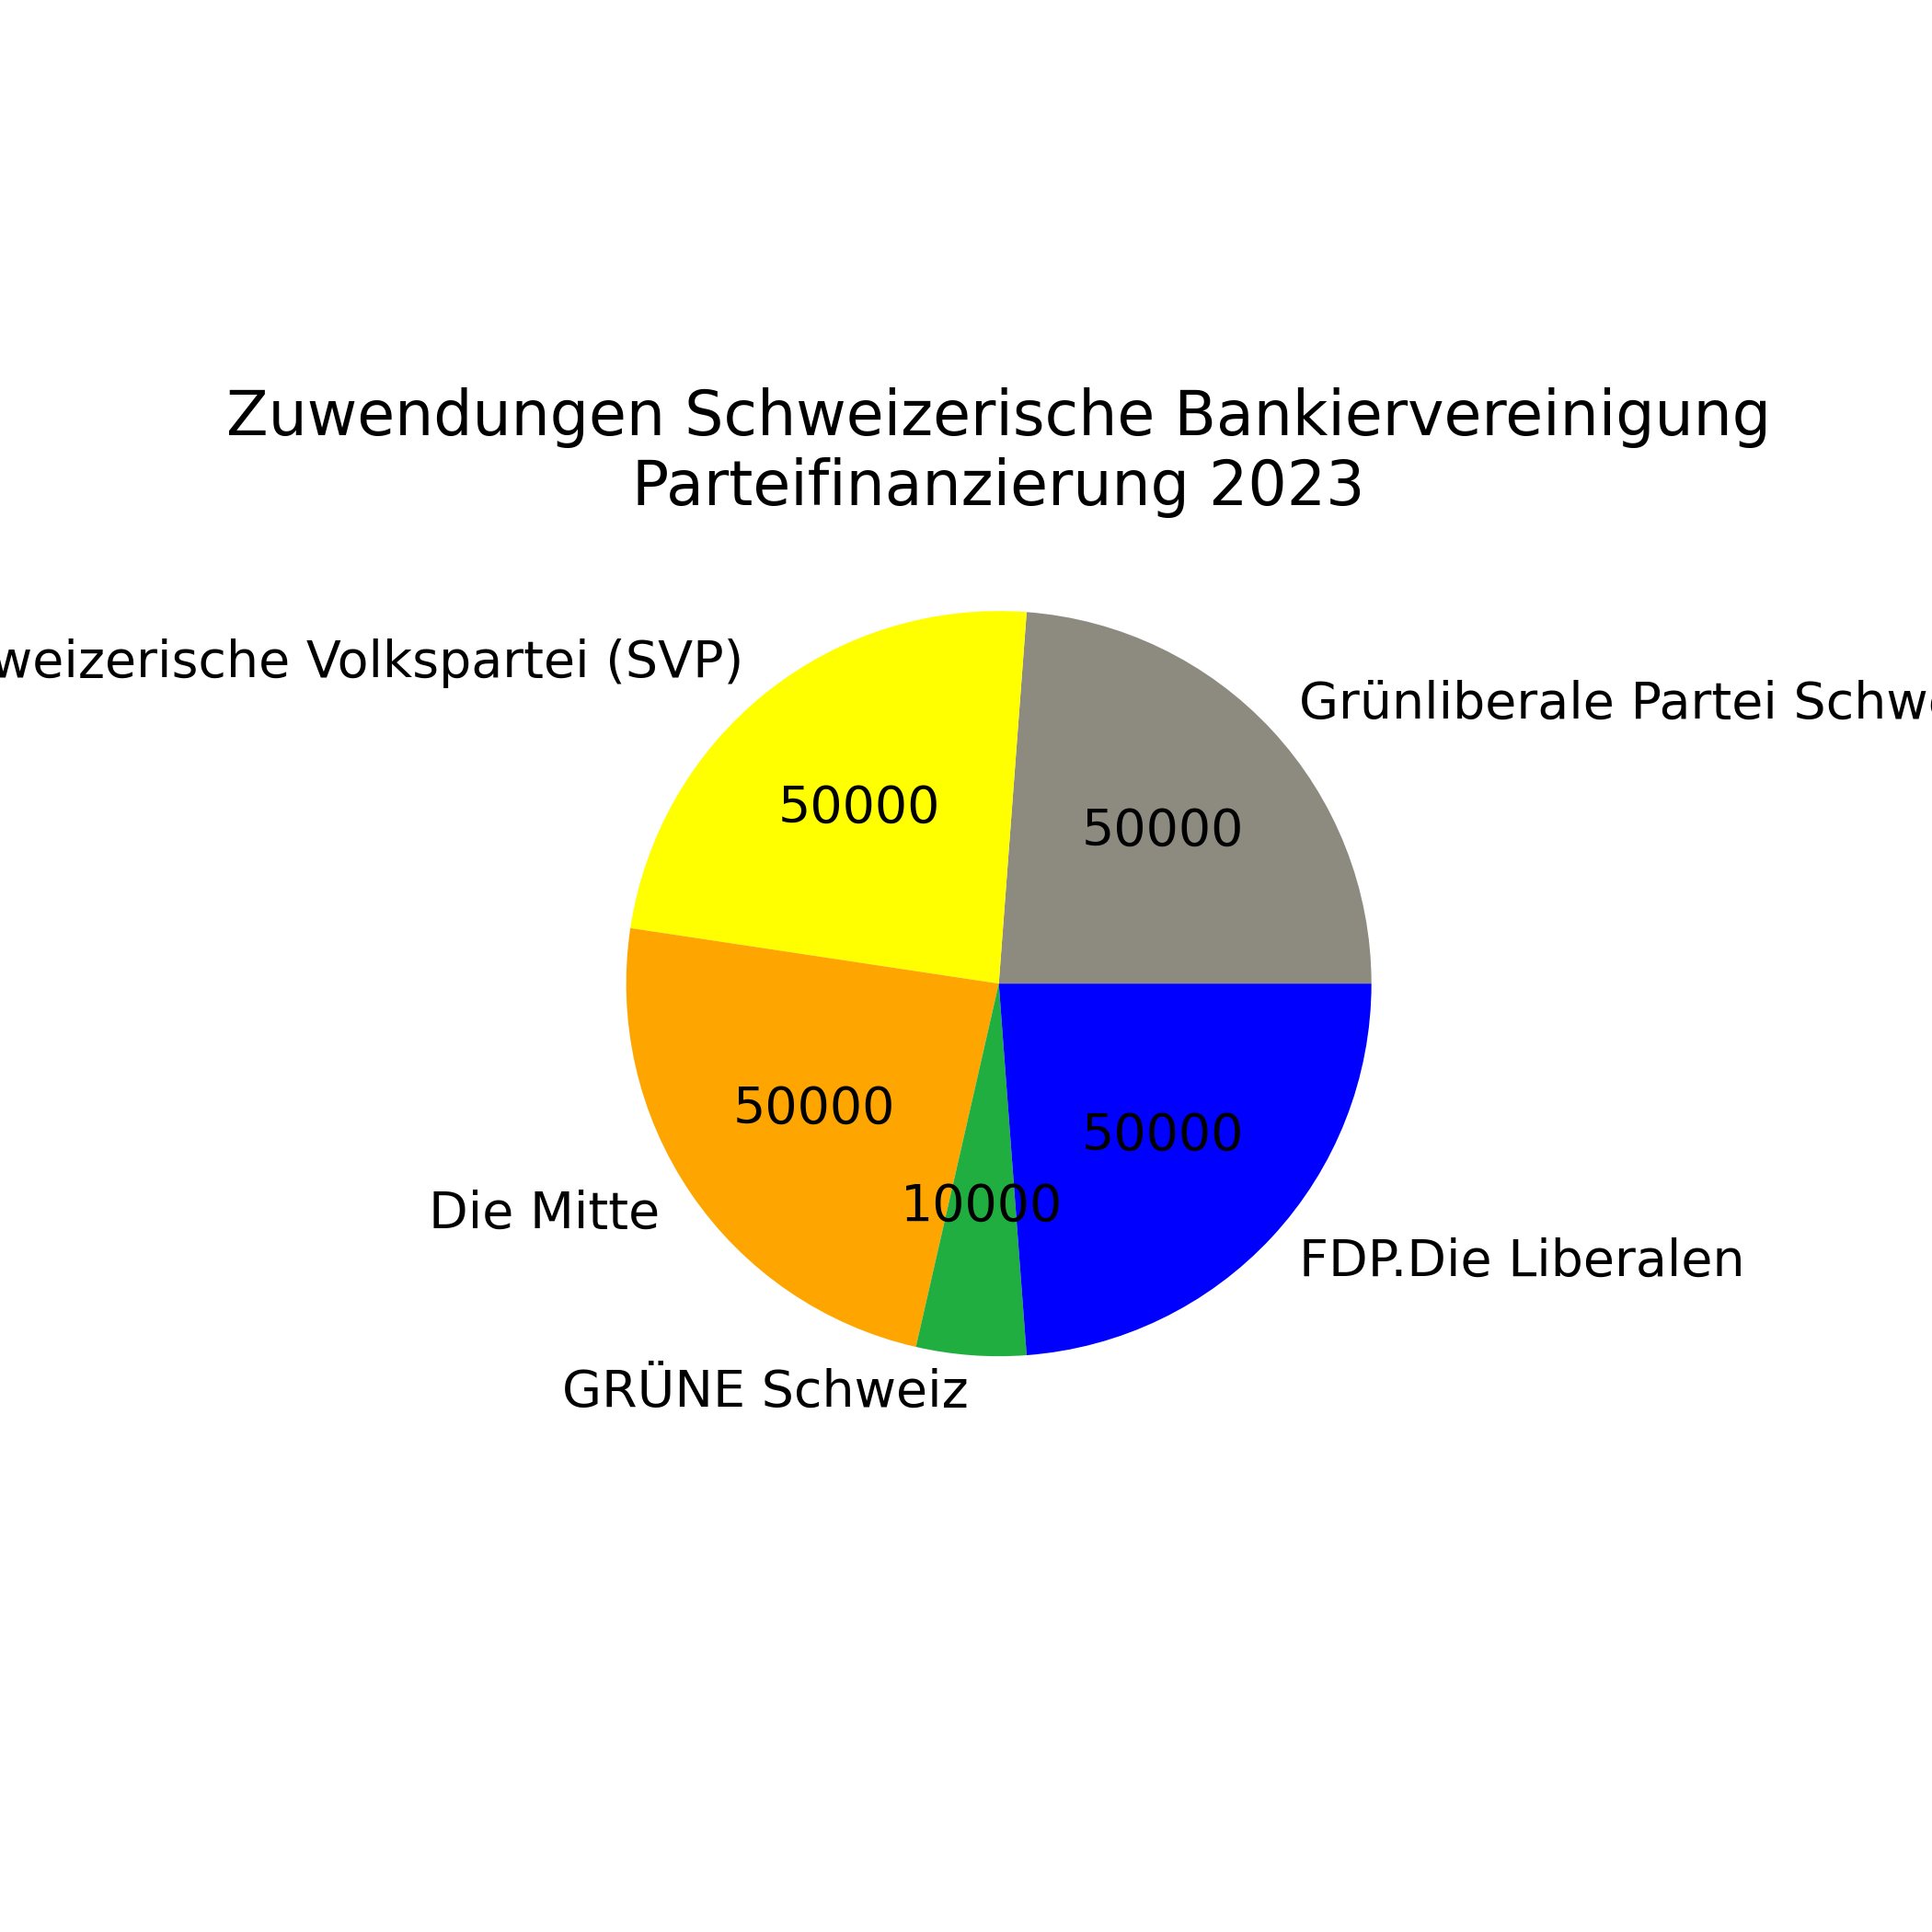 Zuwendungen Schweizerische Bankiervereinigung
Parteifinanzierung 2023
weizerische Volkspartei (SVP)
Grünliberale Partei Schw
50000
50000
50000
50000
10000
Die Mitte
FDP.Die Liberalen
GRÜNE Schweiz